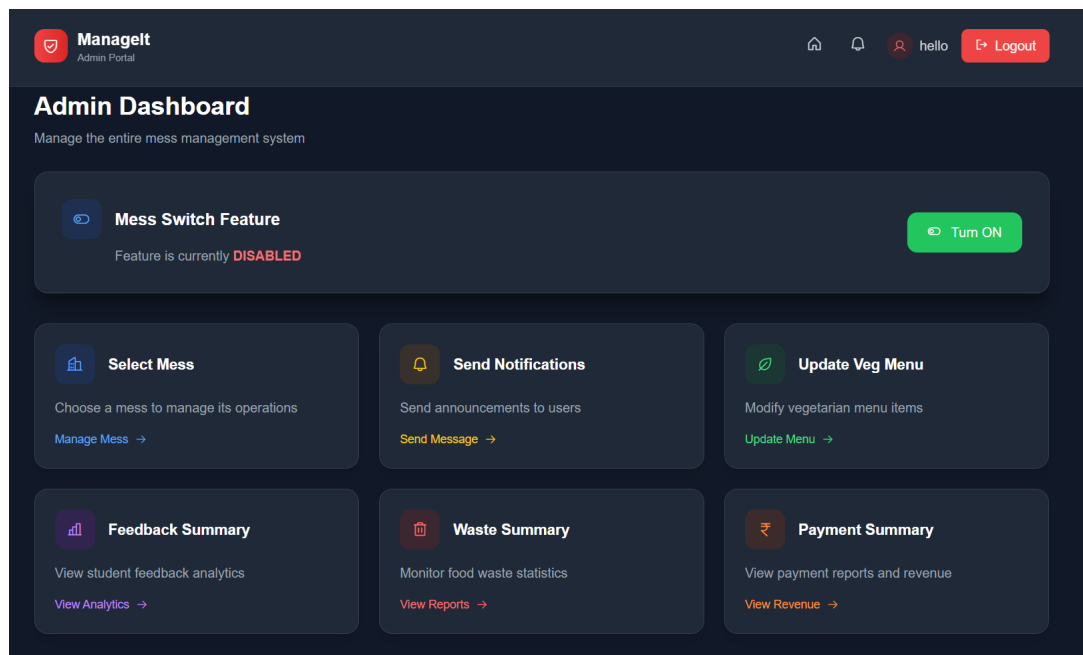 ManageIt
Admin Portal
hello
Logout
Admin Dashboard
Manage the entire mess management system
Mess Switch Feature
Feature is currently DISABLED
Turn ON
Select Mess
Choose a mess to manage its operations
Manage Mess →
Send Notifications
Send announcements to users
Send Message →
Update Veg Menu
Modify vegetarian menu items
Update Menu →
Feedback Summary
View student feedback analytics
View Analytics →
Waste Summary
Monitor food waste statistics
View Reports →
₹
Payment Summary
View payment reports and revenue
View Revenue →